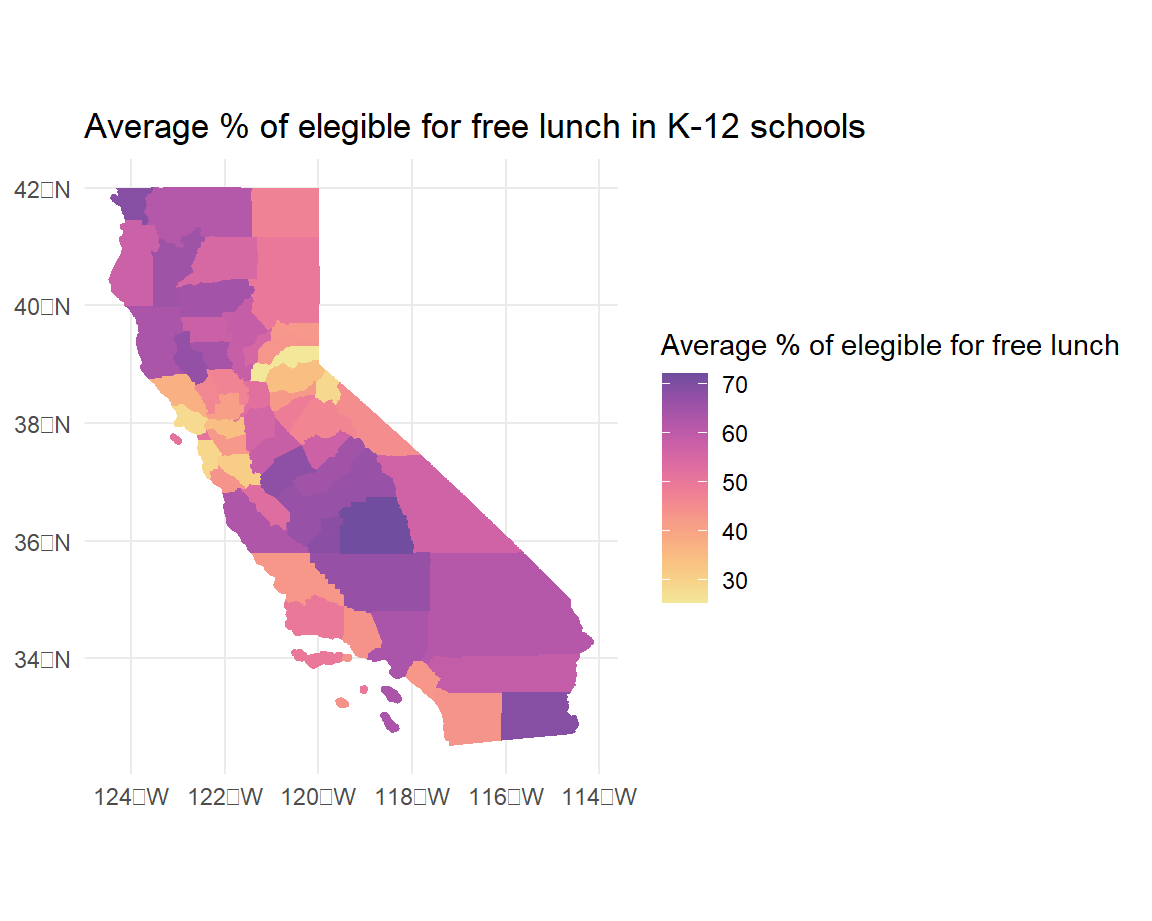 Average % of elegible for free lunch in K-12 schools
42□N
40□N
38□N
36□N
34□N
124□W 122□W 120□W 118□W 116□W 114□W
Average % of elegible for free lunch
70
60
50
40
30